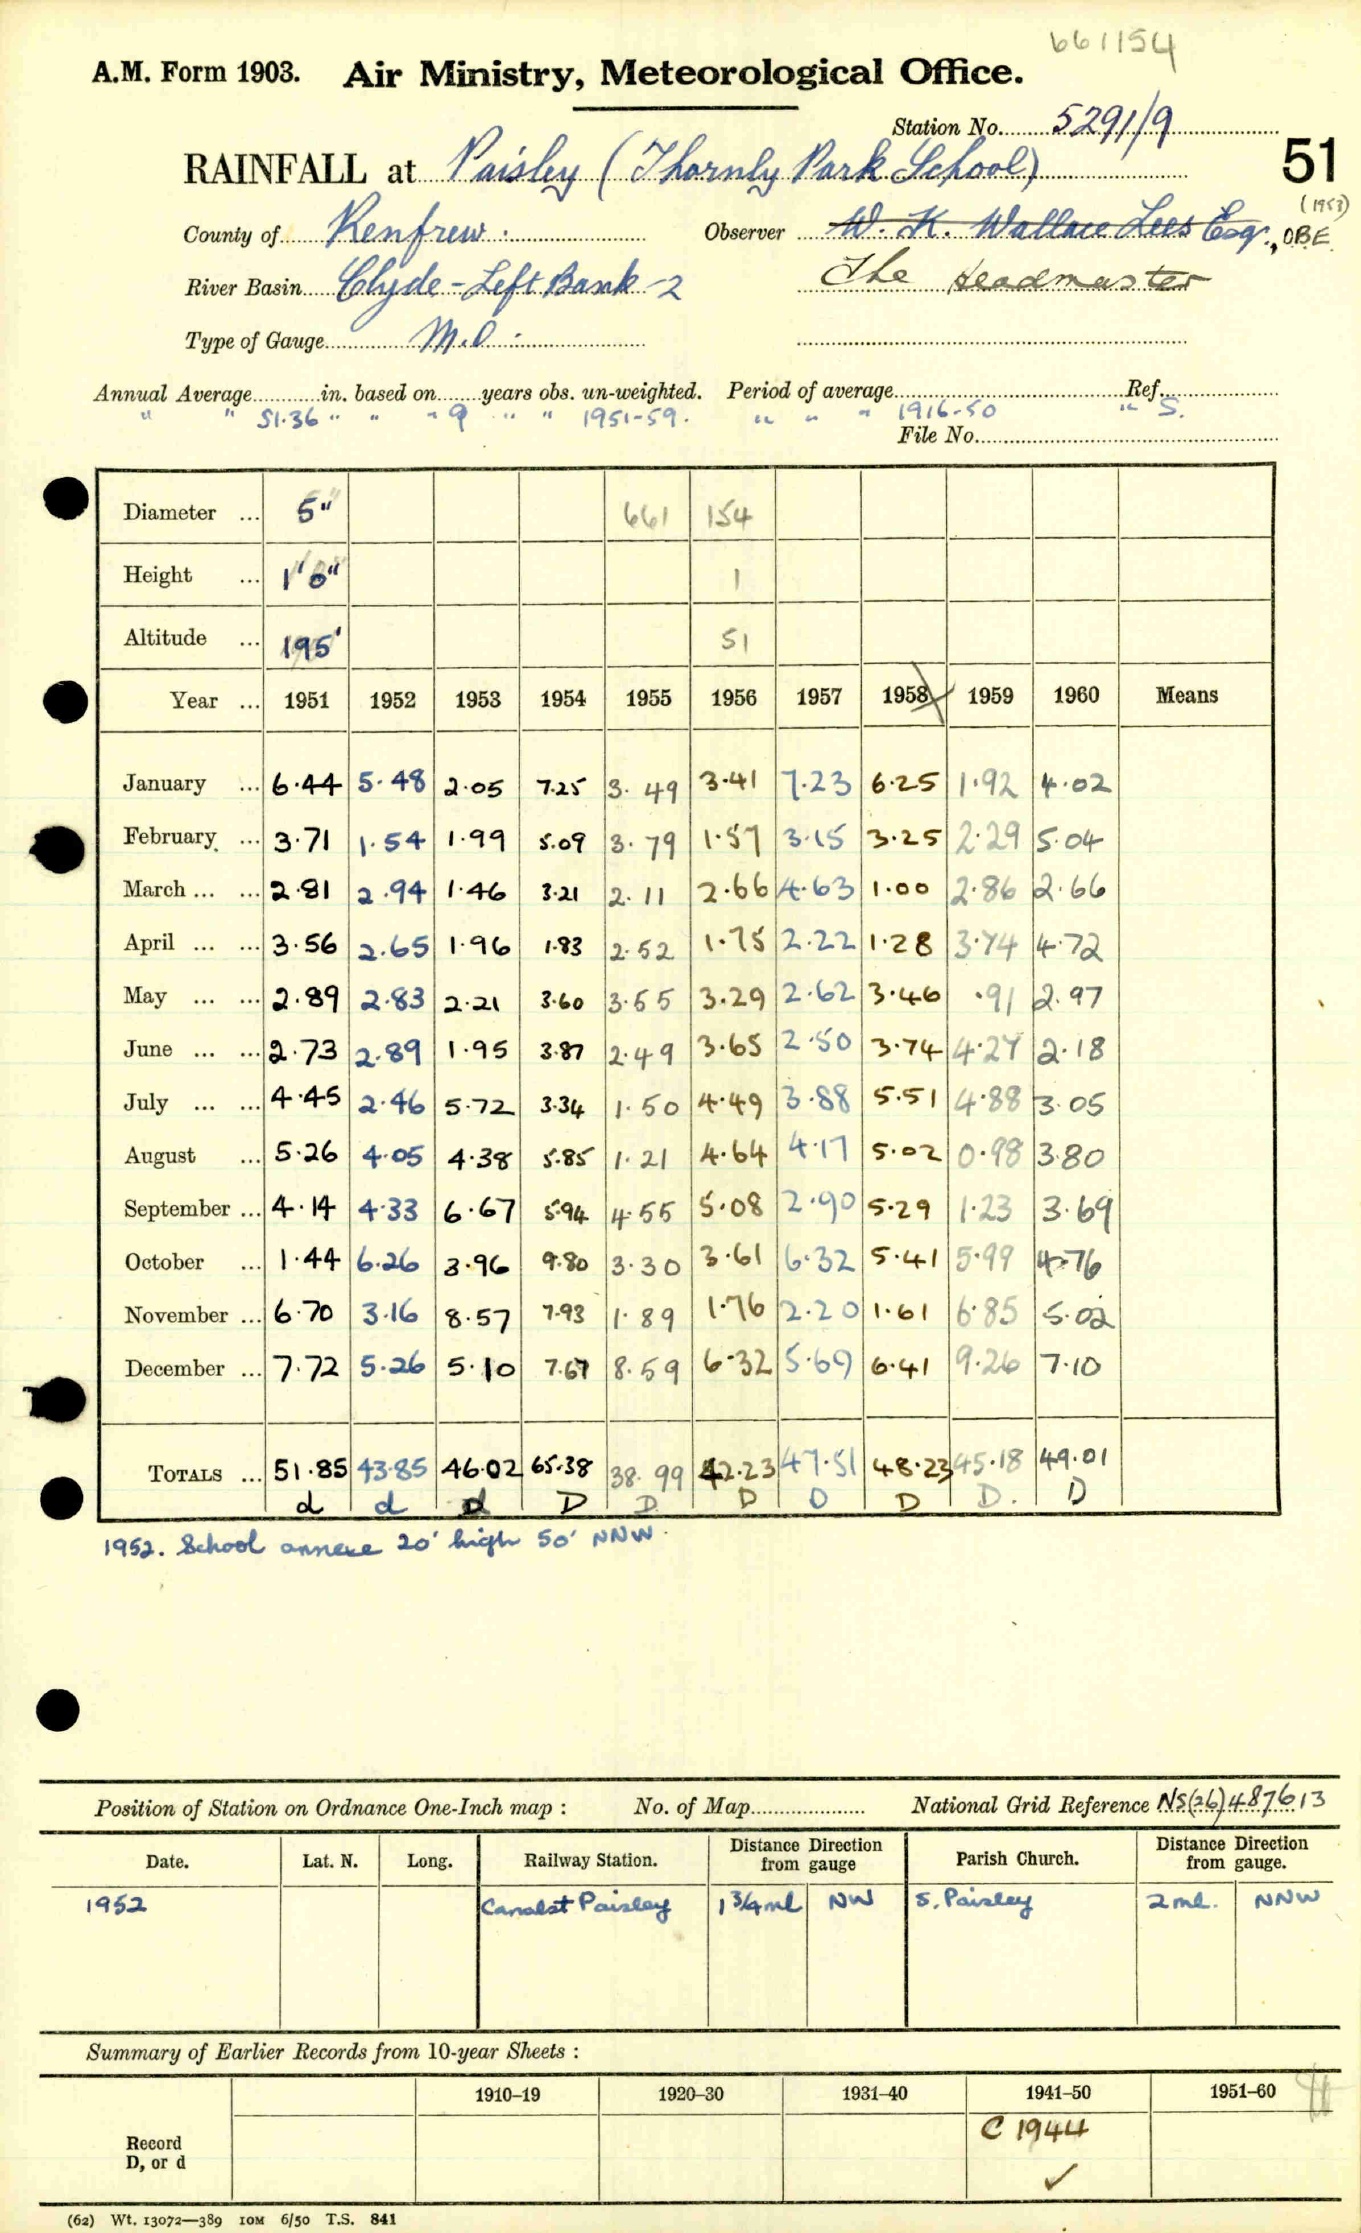 661154
A.M. Form 1903. Air Ministry, Meteorological Office.
Station No. 5291/9
RAINFALL at Paisley (Thornly Park School) 51
(1953)
County of Renfrew. Observer W. K. Wallace Lees Esq., OBE
River Basin Clyde - Left Bank - 2 The Headmaster
Type of Gauge M.O.
Annual Average in. based on years obs. un-weighted. Period of average Ref.
" " 51.36 " " " 9 " " 1951-59. " " " 1916-50 " S.
File No.
Diameter ... 5" 661 154
Height ... 1'0" 1
Altitude ... 195' 51
Year ... 1951 1952 1953 1954 1955 1956 1957 1958 1959 1960 Means
January ... 6.44 5.48 2.05 7.25 3.49 3.41 7.23 6.25 1.92 4.02
February ... 3.71 1.54 1.99 5.09 3.79 1.57 3.15 3.25 2.29 5.04
March ... ... 2.81 2.94 1.46 3.21 2.11 2.66 4.63 1.00 2.86 2.66
April ... ... 3.56 2.65 1.96 1.83 2.52 1.75 2.22 1.28 3.74 4.72
May ... ... 2.89 2.83 2.21 3.60 3.55 3.29 2.62 3.46 .91 2.97
June ... ... 2.73 2.89 1.95 3.87 2.49 3.65 2.50 3.74 4.27 2.18
July ... ... 4.45 2.46 5.72 3.34 1.50 4.49 3.88 5.51 4.88 3.05
August ... 5.26 4.05 4.38 5.85 1.21 4.64 4.17 5.02 0.98 3.80
September ... 4.14 4.33 6.67 5.94 4.55 5.08 2.90 5.29 1.23 3.69
October ... 1.44 6.26 3.96 9.80 3.30 3.61 6.32 5.41 5.99 4.76
November ... 6.70 3.16 8.57 7.93 1.89 1.76 2.20 1.61 6.85 5.02
December ... 7.72 5.26 5.10 7.67 8.59 6.32 5.69 6.41 9.26 7.10
TOTALS ... 51.85 43.85 46.02 65.38 38.99 42.23 47.51 48.23 45.18 49.01
d d d D D D D D D. D
1952. School annexe 20' high 50' NNW.
Position of Station on Ordnance One-Inch map : No. of Map National Grid Reference NS(26)487613
Date. Lat. N. Long. Railway Station. Distance Direction from gauge Parish Church. Distance Direction from gauge.
1952 Canalst Paisley 1 3/4 ml NW S. Paisley 2 ml. NNW
Summary of Earlier Records from 10-year Sheets :
1910–19 1920–30 1931–40 1941–50 1951–60
C 1944
Record
D, or d ✓
(62) Wt. 13072—389 10M 6/50 T.S. 841